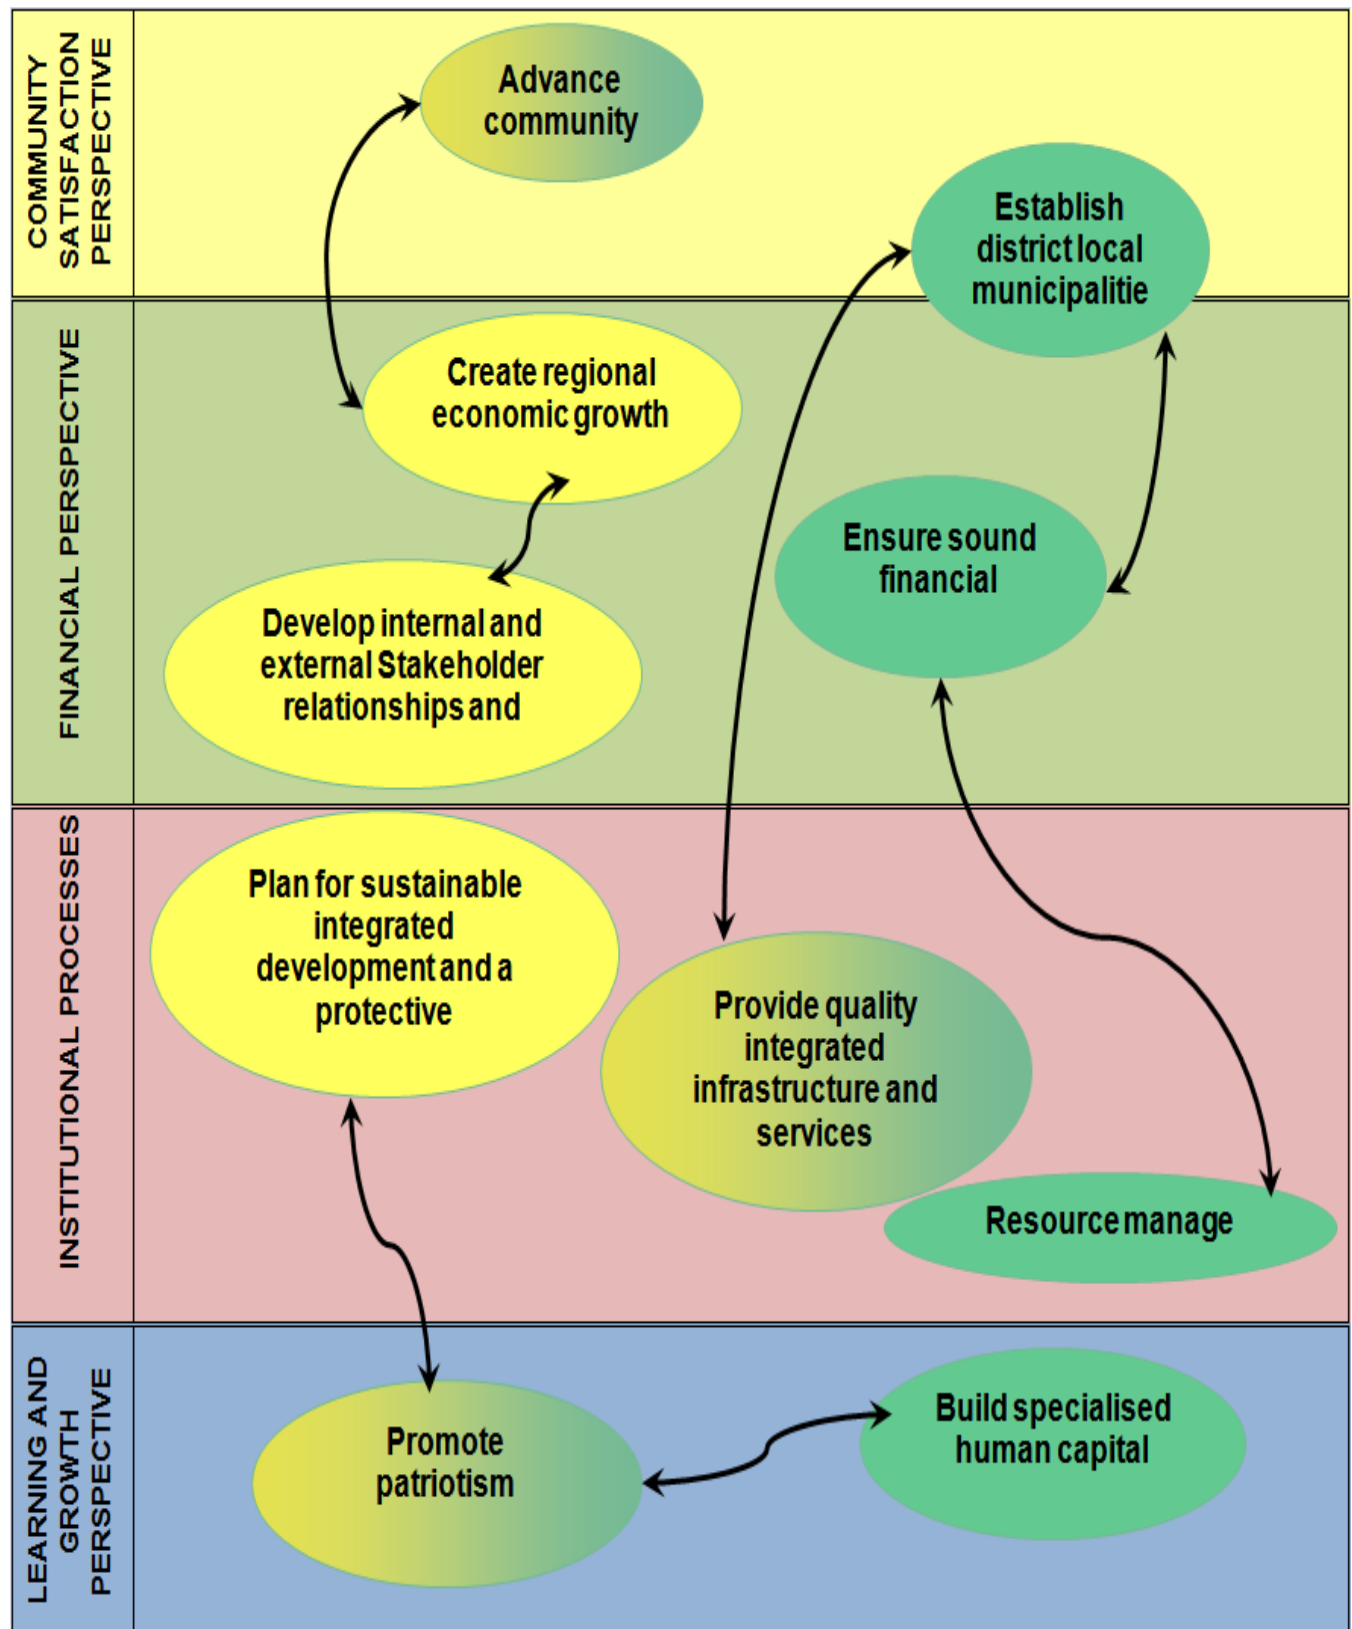 COMMUNITY
SATISFACTION
PERSPECTIVE
Advance
community
Establish
district local
municipalitie
FINANCIAL PERSPECTIVE
Create regional
economic growth
Ensure sound
financial
Develop internal and
external Stakeholder
relationships and
INSTITUTIONAL PROCESSES
Plan for sustainable
integrated
development and a
protective
Provide quality
integrated
infrastructure and
services
Resource manage
LEARNING AND
GROWTH
PERSPECTIVE
Promote
patriotism
Build specialised
human capital